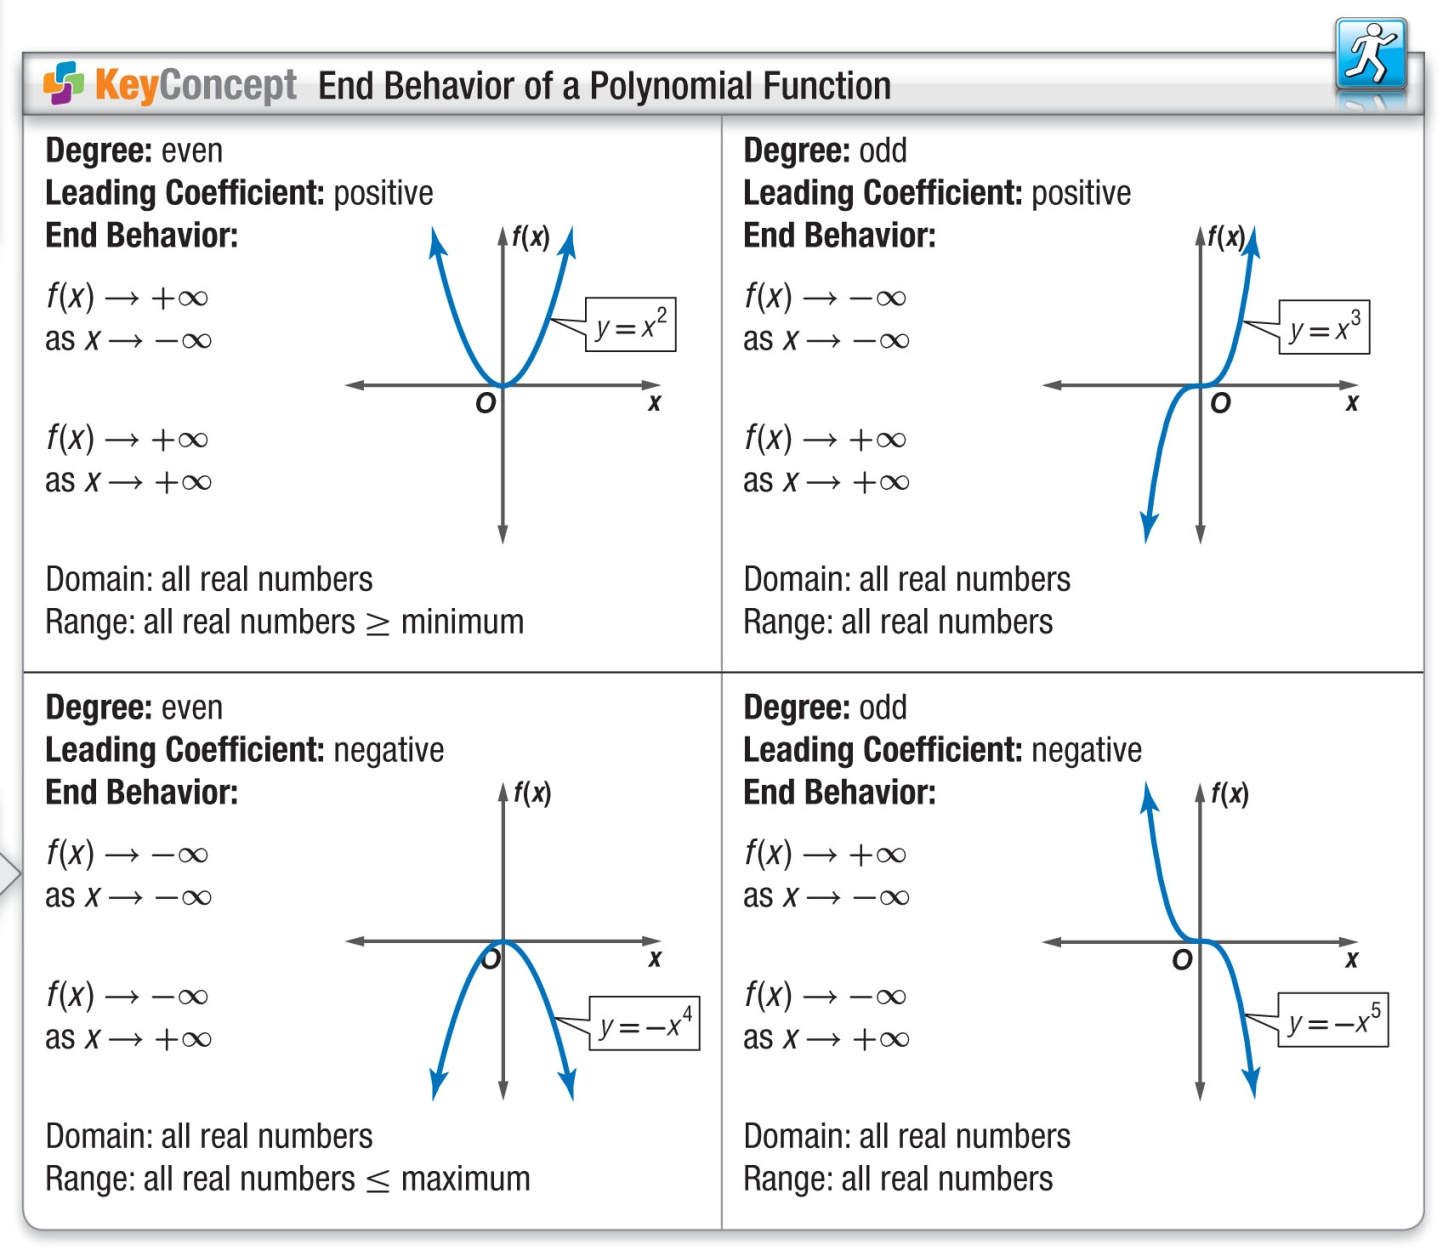 KeyConcept End Behavior of a Polynomial Function
Degree: even
Leading Coefficient: positive
End Behavior:
f(x) → +∞
as x → −∞
f(x) → +∞
as x → +∞
f(x)
y = x²
O
x
Domain: all real numbers
Range: all real numbers ≥ minimum
Degree: odd
Leading Coefficient: positive
End Behavior:
f(x) → −∞
as x → −∞
f(x) → +∞
as x → +∞
f(x)
y = x³
O
x
Domain: all real numbers
Range: all real numbers
Degree: even
Leading Coefficient: negative
End Behavior:
f(x) → −∞
as x → −∞
f(x) → −∞
as x → +∞
f(x)
O
x
y = −x⁴
Domain: all real numbers
Range: all real numbers ≤ maximum
Degree: odd
Leading Coefficient: negative
End Behavior:
f(x) → +∞
as x → −∞
f(x) → −∞
as x → +∞
f(x)
O
x
y = −x⁵
Domain: all real numbers
Range: all real numbers